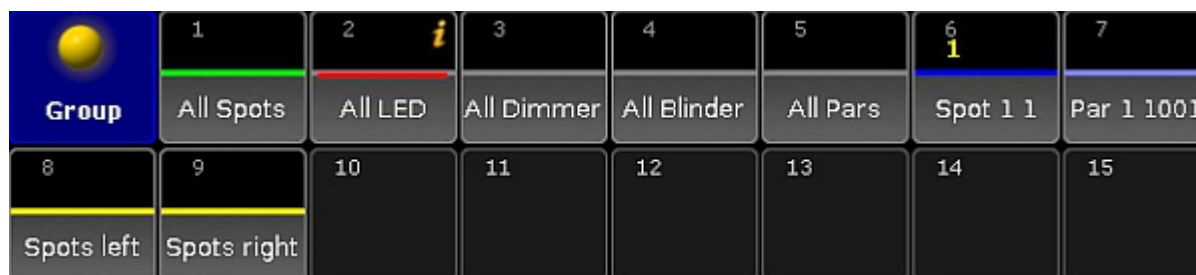 1 2 i 3 4 5 6 7
1
Group All Spots All LED All Dimmer All Blinder All Pars Spot 1 1 Par 1 1001
8 9 10 11 12 13 14 15
Spots left Spots right